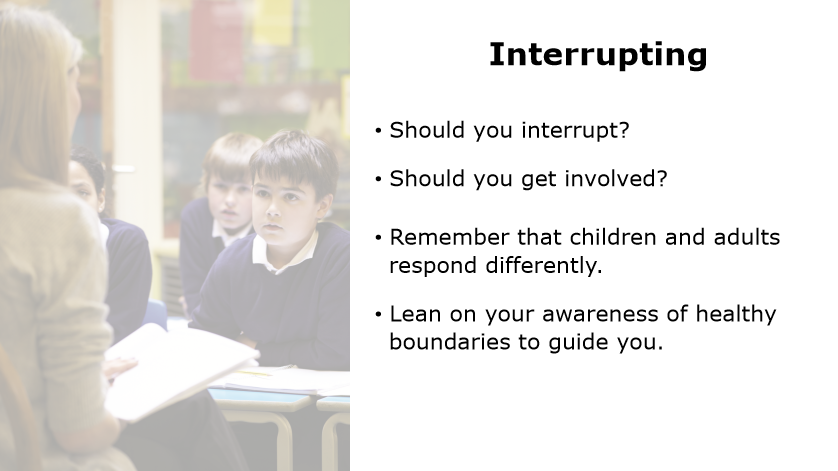 Interrupting
• Should you interrupt?
• Should you get involved?
• Remember that children and adults
respond differently.
• Lean on your awareness of healthy
boundaries to guide you.